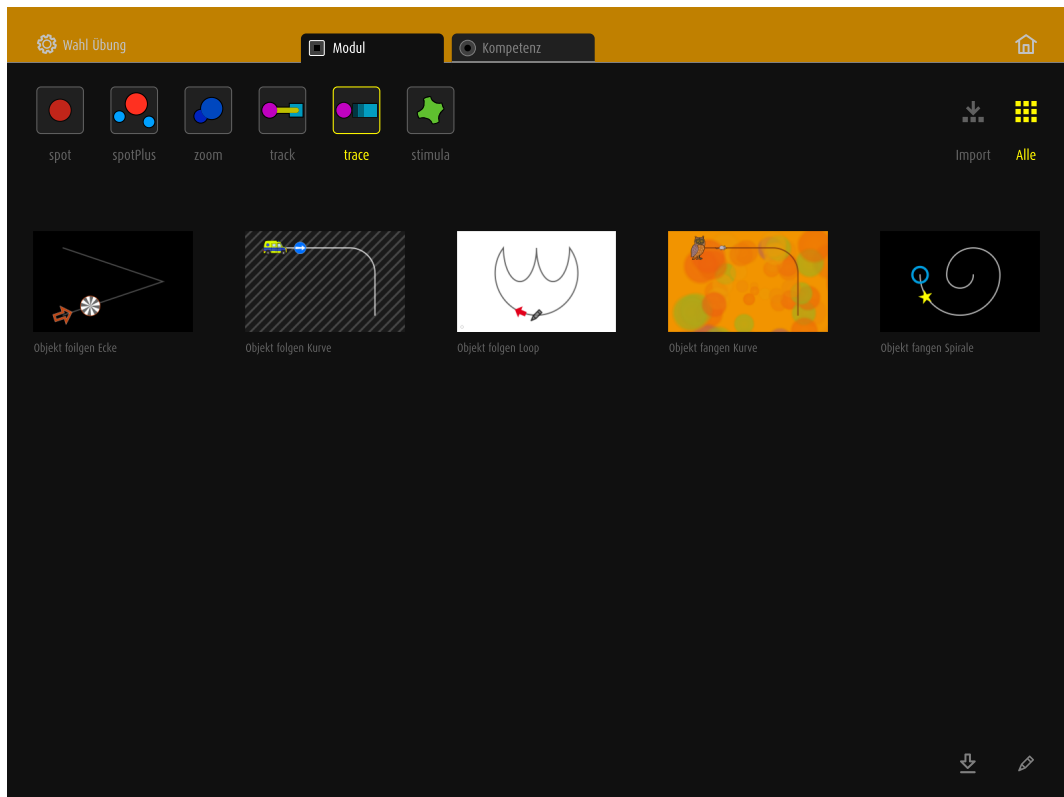 Wahl Übung
Modul
Kompetenz
spot
spotPlus
zoom
track
trace
stimula
Import
Alle
Objekt foilgen Ecke
Objekt folgen Kurve
Objekt folgen Loop
Objekt fangen Kurve
Objekt fangen Spirale